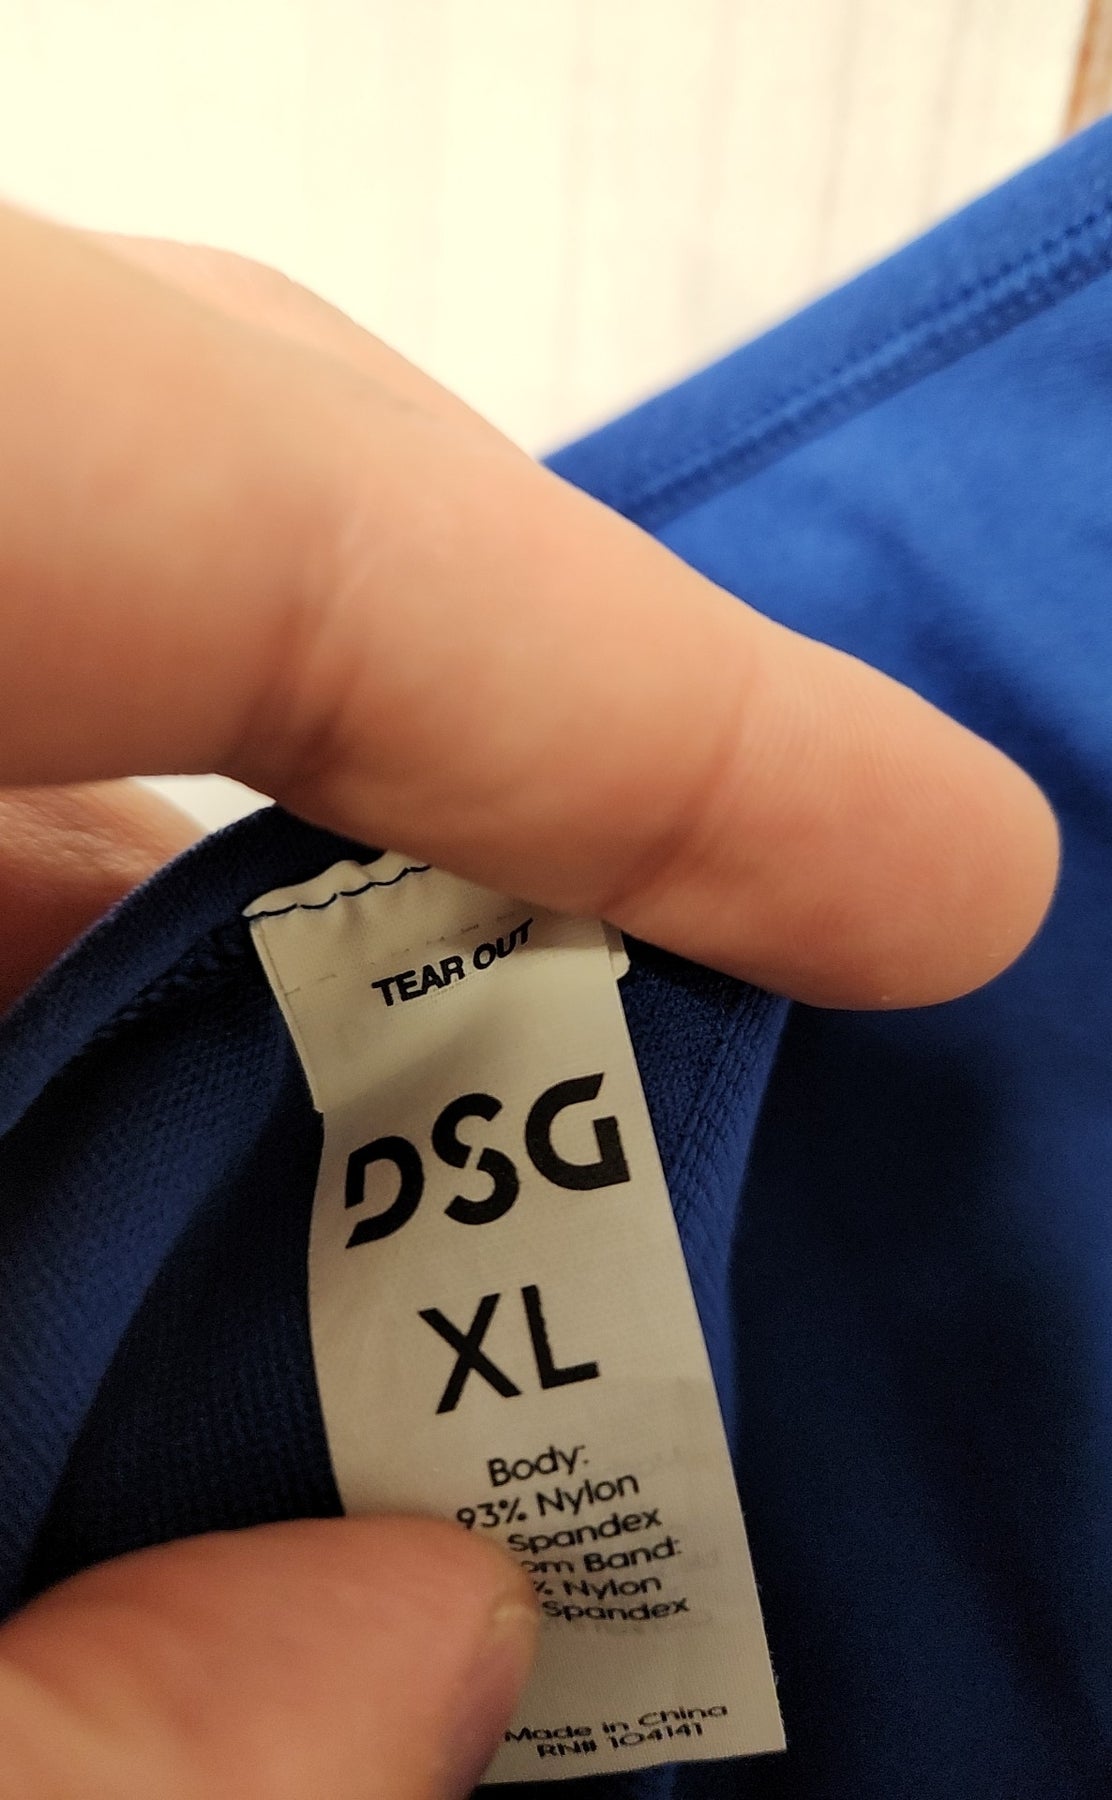 TEAR OUT
DSG
XL
Body:
93% Nylon
Spandex
Band:
% Nylon
Spandex
Made in China
RN# 104141